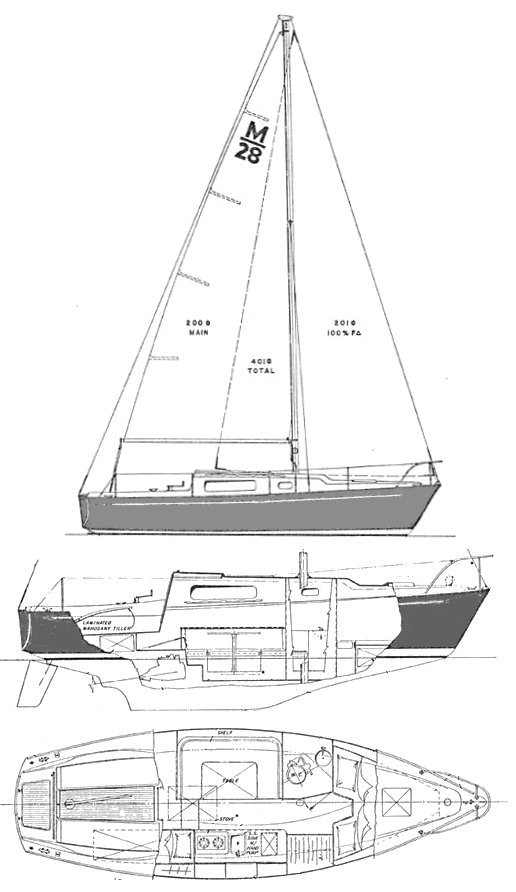 M
28
200⌀
MAIN
401⌀
TOTAL
201⌀
100% F△
LAMINATED
MAHOGANY TILLER
SHELF
TABLE
W.C.
STOVE
S.S.
SINK
W/
HAND
PUMP